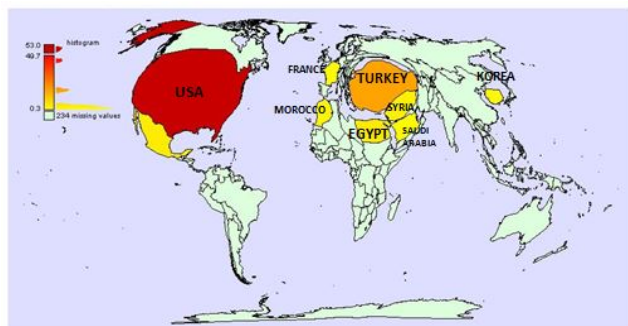 histogram
53.0
49.7
0.3
234 missing values
USA
FRANCE
TURKEY
KOREA
MOROCCO
SYRIA
EGYPT
SAUDI
ARABIA